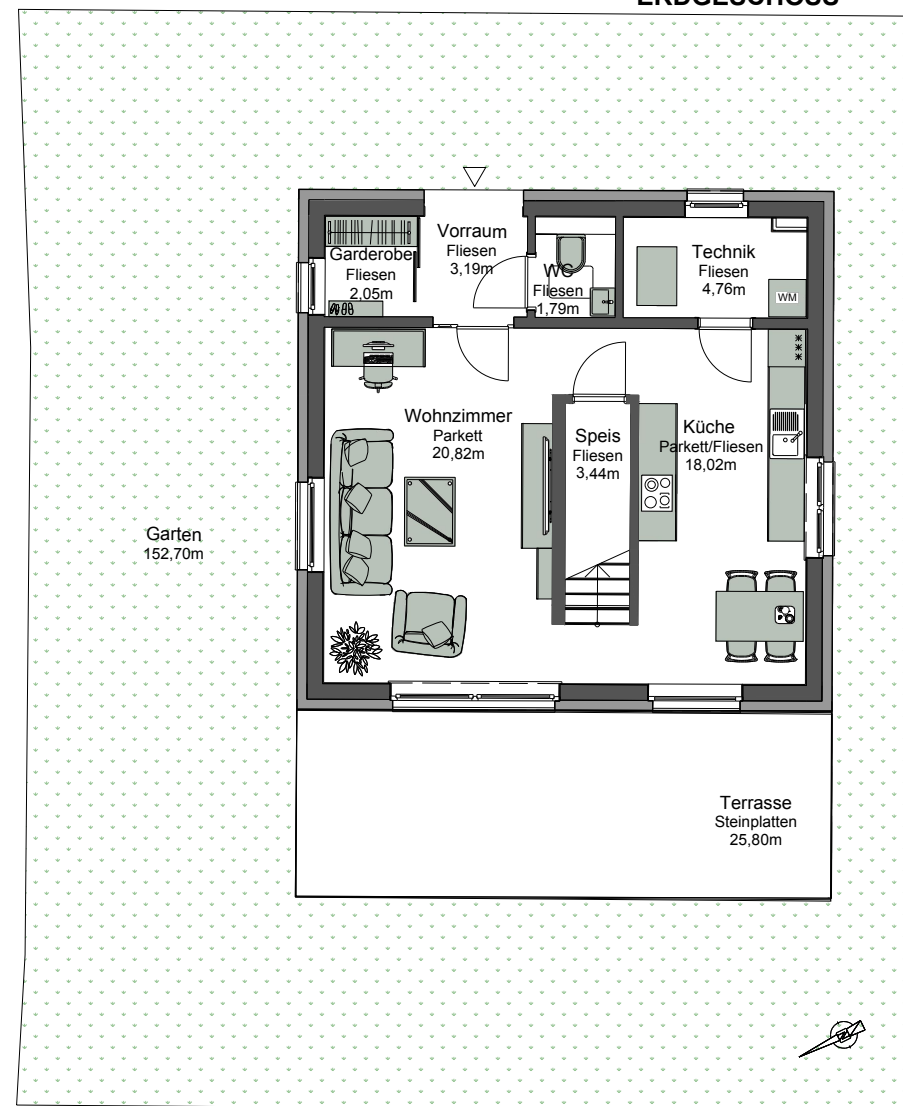 ERDGESCHOSS
Vorraum
Fliesen
3,19m
Garderobe
Fliesen
2,05m
WC
Fliesen
1,79m
Technik
Fliesen
4,76m
WM
Wohnzimmer
Parkett
20,82m
Speis
Fliesen
3,44m
Küche
Parkett/Fliesen
18,02m
Garten
152,70m
Terrasse
Steinplatten
25,80m